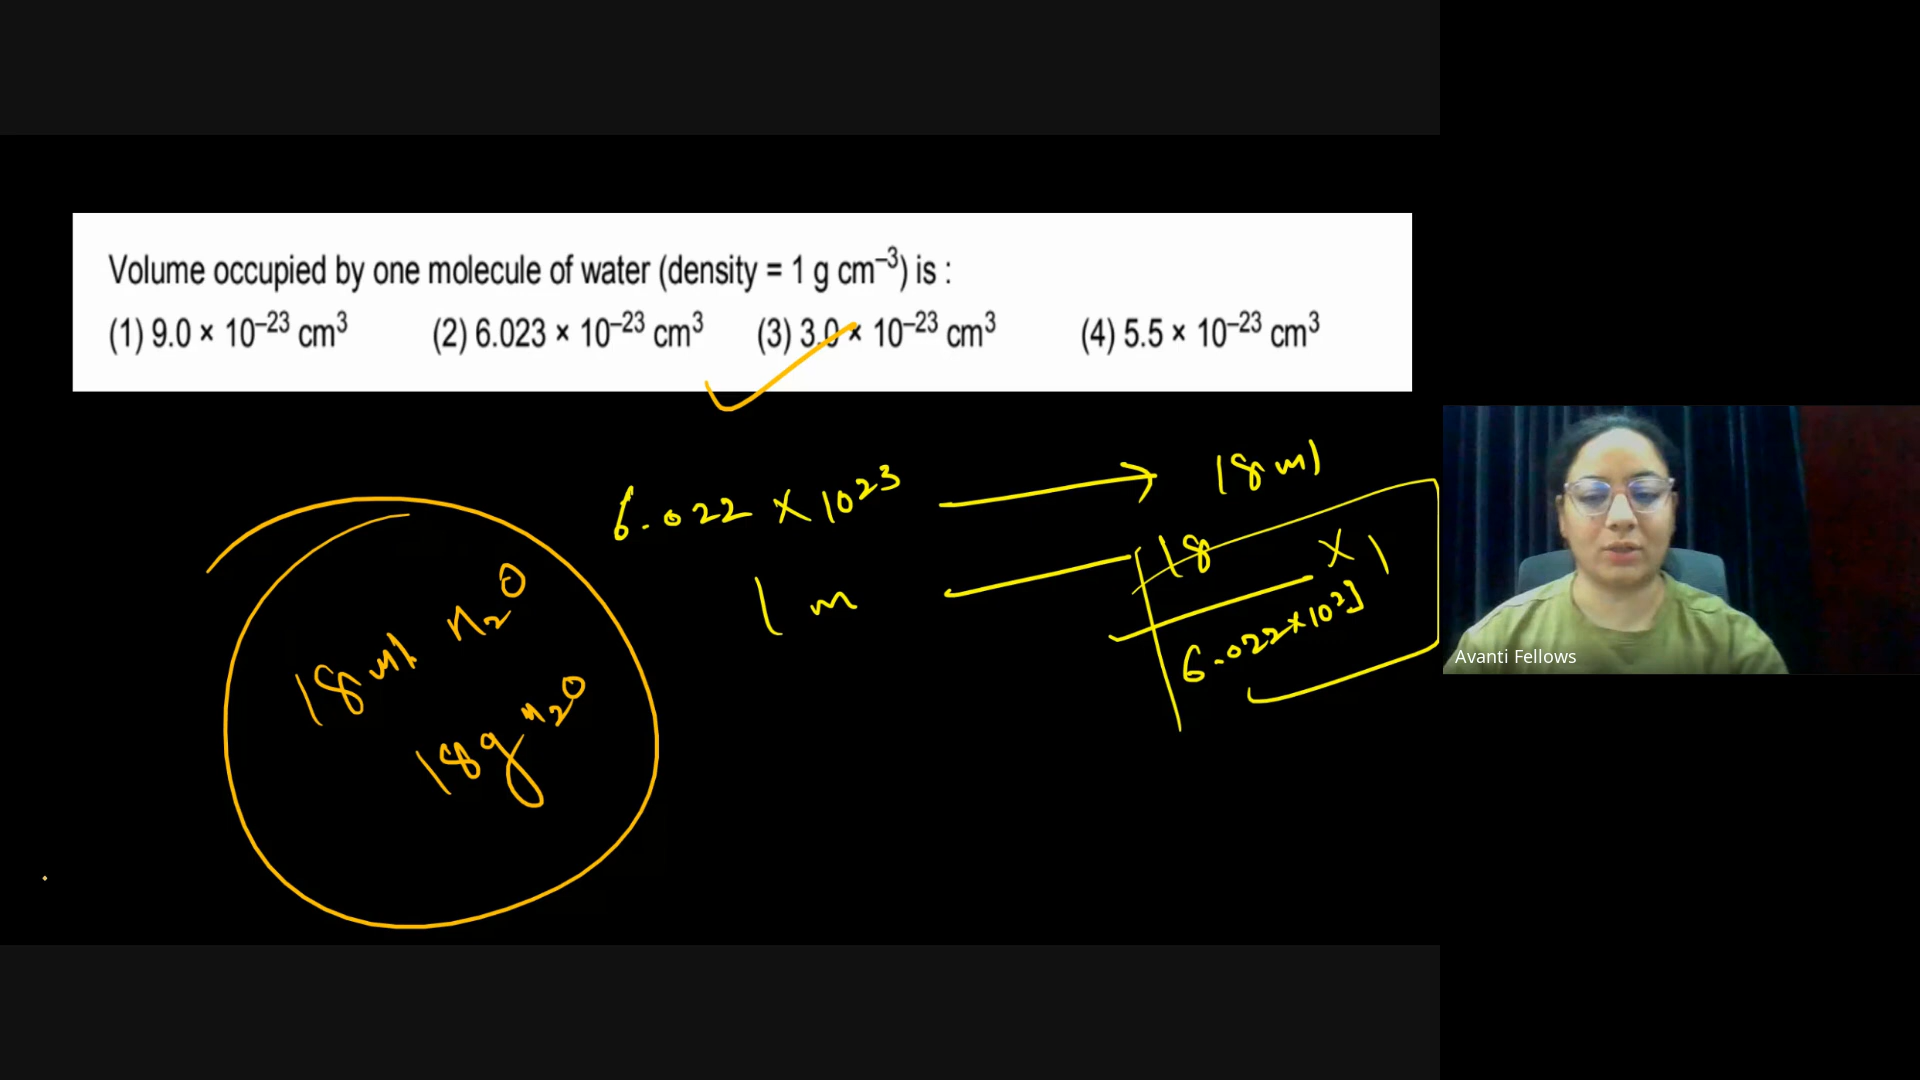 Volume occupied by one molecule of water (density = 1 g cm⁻³) is :
(1) 9.0 × 10⁻²³ cm³ (2) 6.023 × 10⁻²³ cm³ (3) 3.0 × 10⁻²³ cm³ (4) 5.5 × 10⁻²³ cm³
6.022 × 10²³ → 18 ml
1 m — 18 × 1
6.022 × 10²³
18 ml H₂O
18g H₂O
Avanti Fellows